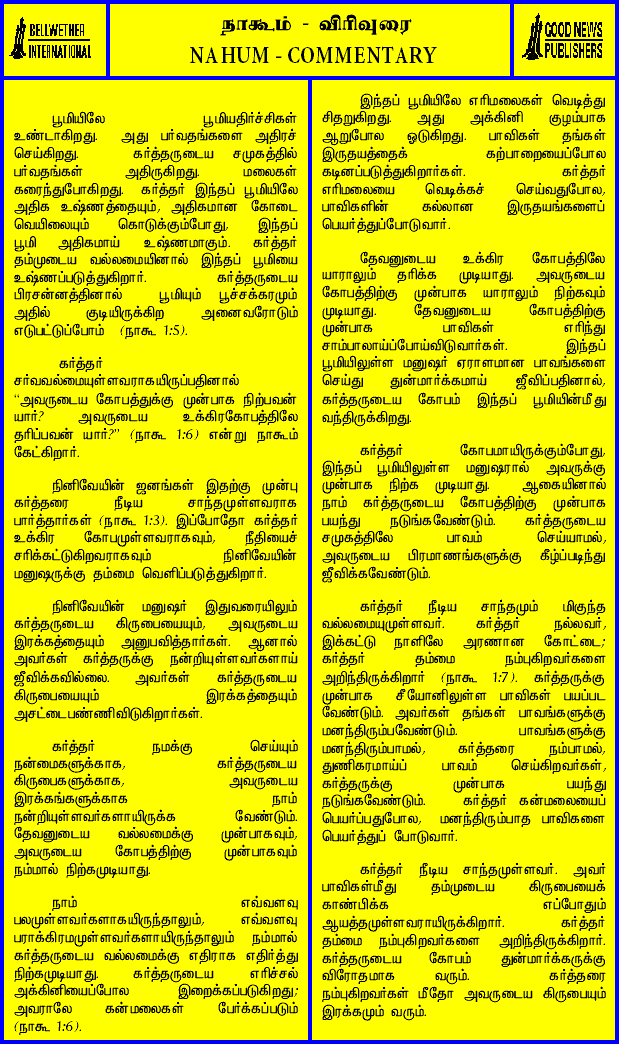 BELLWETHER
INTERNATIONAL
நாகூம் - விரிவுரை
NAHUM - COMMENTARY
GOOD NEWS
PUBLISHERS
பூமியிலே பூமியதிர்ச்சிகள்
உண்டாகிறது. அது பர்வதங்களை அதிரச்
செய்கிறது. கர்த்தருடைய சமுகத்தில்
பர்வதங்கள் அதிருகிறது. மலைகள்
கரைந்துபோகிறது. கர்த்தர் இந்தப் பூமியிலே
அதிக உஷ்ணத்தையும், அதிகமான கோடை
வெயிலையும் கொடுக்கும்போது, இந்தப்
பூமி அதிகமாய் உஷ்ணமாகும். கர்த்தர்
தம்முடைய வல்லமையினால் இந்தப் பூமியை
உஷ்ணப்படுத்துகிறார். கர்த்தருடைய
பிரசன்னத்தினால் பூமியும் பூச்சக்கரமும்
அதில் குடியிருக்கிற அனைவரோடும்
எடுபட்டுப்போம் (நாகூ 1:5).
கர்த்தர்
சர்வவல்மையுள்ளவராகயிருப்பதினால்
“அவருடைய கோபத்துக்கு முன்பாக நிற்பவன்
யார்? அவருடைய உக்கிரகோபத்திலே
தரிப்பவன் யார்?” (நாகூ 1:6) என்று நாகூம்
கேட்கிறார்.
நினிவேயின் ஜனங்கள் இதற்கு முன்பு
கர்த்தரை நீடிய சாந்தமுள்ளவராக
பார்த்தார்கள் (நாகூ 1:3). இப்போதோ கர்த்தர்
உக்கிர கோபமுள்ளவராகவும், நீதியைச்
சரிக்கட்டுகிறவராகவும் நினிவேயின்
மனுஷருக்கு தம்மை வெளிப்படுத்துகிறார்.
நினிவேயின் மனுஷர் இதுவரையிலும்
கர்த்தருடைய கிருபையையும், அவருடைய
இரக்கத்தையும் அனுபவித்தார்கள். ஆனால்
அவர்கள் கர்த்தருக்கு நன்றியுள்ளவர்களாய்
ஜீவிக்கவில்லை. அவர்கள் கர்த்தருடைய
கிருபையையும் இரக்கத்தையும்
அசட்டைபண்ணிவிடுகிறார்கள்.
கர்த்தர் நமக்கு செய்யும்
நன்மைகளுக்காக, கர்த்தருடைய
கிருபைகளுக்காக, அவருடைய
இரக்கங்களுக்காக நாம்
நன்றியுள்ளவர்களாயிருக்க வேண்டும்.
தேவனுடைய வல்லமைக்கு முன்பாகவும்,
அவருடைய கோபத்திற்கு முன்பாகவும்
நம்மால் நிற்கமுடியாது.
நாம் எவ்வளவு
பலமுள்ளவர்களாகயிருந்தாலும், எவ்வளவு
பராக்கிரமமுள்ளவர்களாயிருந்தாலும் நம்மால்
கர்த்தருடைய வல்லமைக்கு எதிராக எதிர்த்து
நிற்கமுடியாது. கர்த்தருடைய எரிச்சல்
அக்கினியைப்போல இறைக்கப்படுகிறது;
அவராலே கன்மலைகள் பேர்க்கப்படும்
(நாகூ 1:6).
இந்தப் பூமியிலே எரிமலைகள் வெடித்து
சிதறுகிறது. அது அக்கினி குழம்பாக
ஆறுபோல ஓடுகிறது. பாவிகள் தங்கள்
இருதயத்தைக் கற்பாறையைப்போல
கடினப்படுத்துகிறார்கள். கர்த்தர்
எரிமலையை வெடிக்கச் செய்வதுபோல,
பாவிகளின் கல்லான இருதயங்களைப்
பெயர்த்துப்போடுவார்.
தேவனுடைய உக்கிர கோபத்திலே
யாராலும் தரிக்க முடியாது. அவருடைய
கோபத்திற்கு முன்பாக யாராலும் நிற்கவும்
முடியாது. தேவனுடைய கோபத்திற்கு
முன்பாக பாவிகள் எரிந்து
சாம்பாலாய்ப்போய்விடுவார்கள். இந்தப்
பூமியிலுள்ள மனுஷர் ஏராளமான பாவங்களை
செய்து துன்மார்க்கமாய் ஜீவிப்பதினால்,
கர்த்தருடைய கோபம் இந்தப் பூமியின்மீது
வந்திருக்கிறது.
கர்த்தர் கோபமாயிருக்கும்போது,
இந்தப் பூமியிலுள்ள மனுஷரால் அவருக்கு
முன்பாக நிற்க முடியாது. ஆகையினால்
நாம் கர்த்தருடைய கோபத்திற்கு முன்பாக
பயந்து நடுங்கவேண்டும். கர்த்தருடைய
சமுகத்திலே பாவம் செய்யாமல்,
அவருடைய பிரமாணங்களுக்கு கீழ்ப்படிந்து
ஜீவிக்கவேண்டும்.
கர்த்தர் நீடிய சாந்தமும் மிகுந்த
வல்லமையுமுள்ளவர். கர்த்தர் நல்லவர்,
இக்கட்டு நாளிலே அரணான கோட்டை;
கர்த்தர் தம்மை நம்புகிறவர்களை
அறிந்திருக்கிறார் (நாகூ 1:7). கர்த்தருக்கு
முன்பாக சீயோனிலுள்ள பாவிகள் பயப்பட
வேண்டும். அவர்கள் தங்கள் பாவங்களுக்கு
மனந்திரும்பவேண்டும். பாவங்களுக்கு
மனந்திரும்பாமல், கர்த்தரை நம்பாமல்,
துணிகரமாய்ப் பாவம் செய்கிறவர்கள்,
கர்த்தருக்கு முன்பாக பயந்து
நடுங்கவேண்டும். கர்த்தர் கன்மலையைப்
பெயர்ப்பதுபோல, மனந்திரும்பாத பாவிகளை
பெயர்த்துப் போடுவார்.
கர்த்தர் நீடிய சாந்தமுள்ளவர். அவர்
பாவிகள்மீது தம்முடைய கிருபையைக்
காண்பிக்க எப்போதும்
ஆயத்தமுள்ளவராயிருக்கிறார். கர்த்தர்
தம்மை நம்புகிறவர்களை அறிந்திருக்கிறார்.
கர்த்தருடைய கோபம் துன்மார்க்கருக்கு
விரோதமாக வரும். கர்த்தரை
நம்புகிறவர்கள் மீதோ அவருடைய கிருபையும்
இரக்கமும் வரும்.